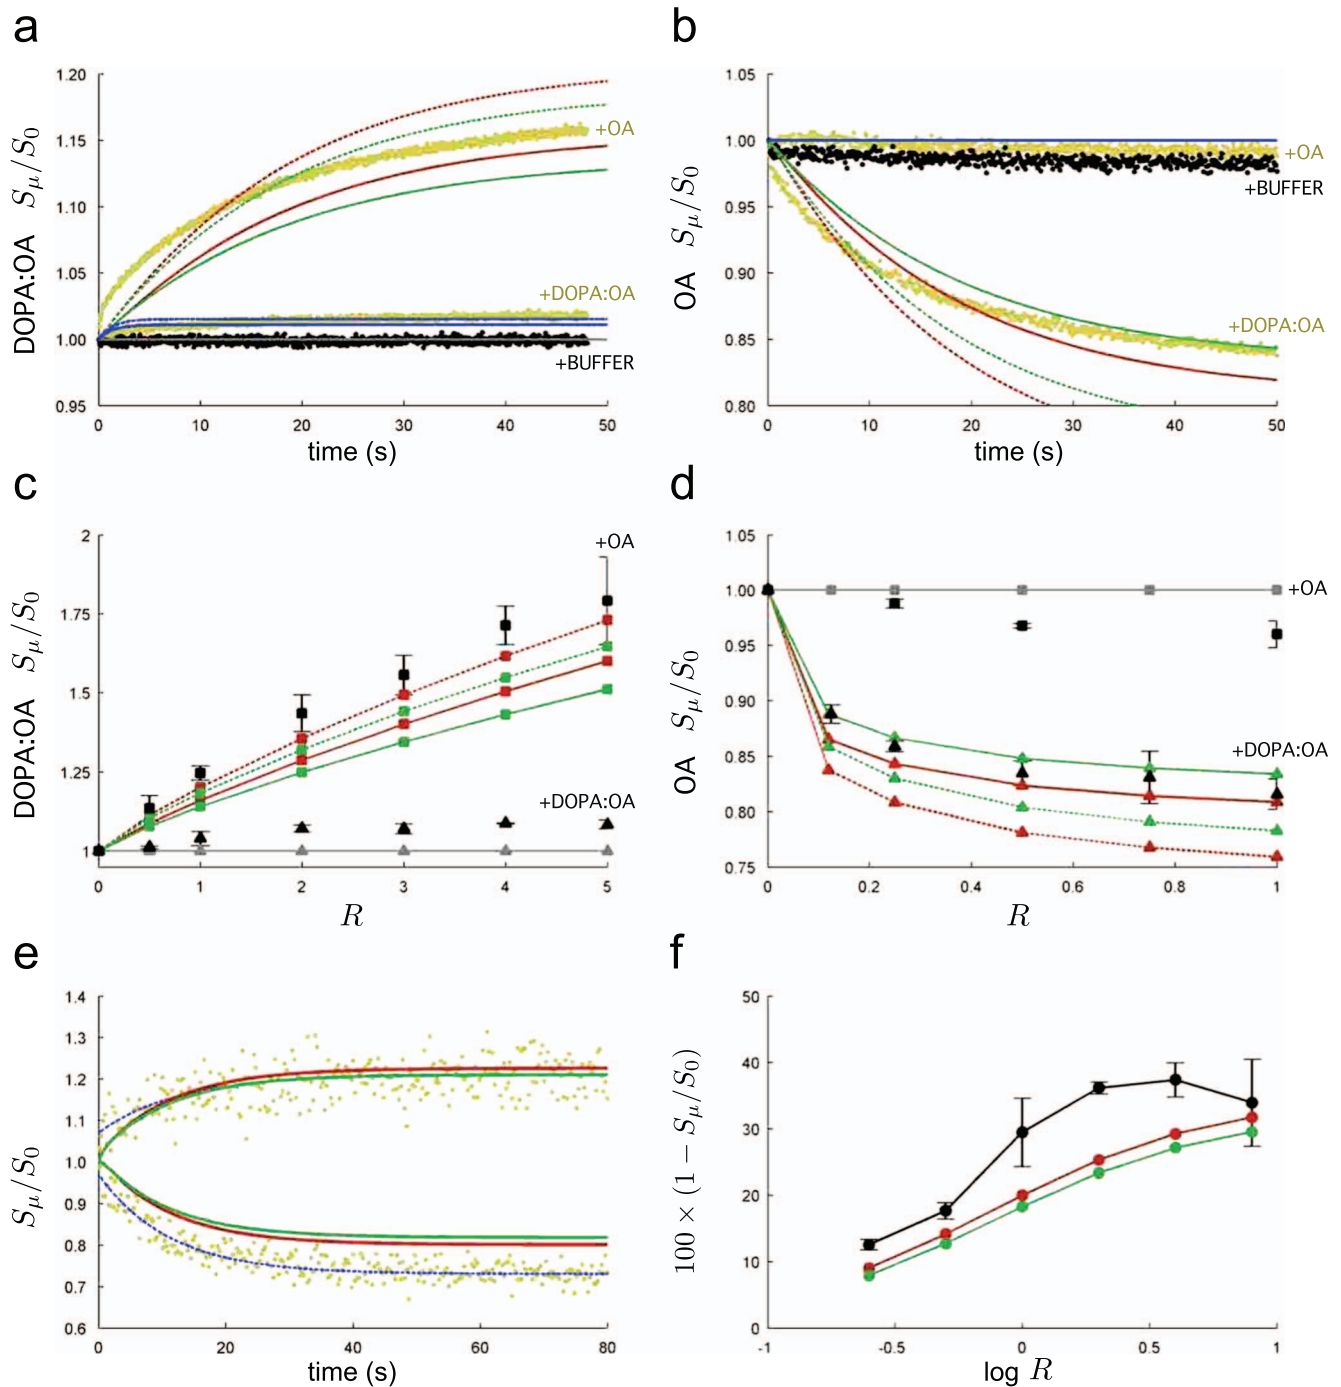 a
1.20
1.15
1.10
1.05
1.00
0.95
0 10 20 30 40 50
time (s)
DOPA:OA Sμ/S0
+OA
+DOPA:OA
+BUFFER
b
1.05
1.00
0.95
0.90
0.85
0.80
0 10 20 30 40 50
time (s)
OA Sμ/S0
+OA
+BUFFER
+DOPA:OA
c
2
1.75
1.5
1.25
1
0 1 2 3 4 5
R
DOPA:OA Sμ/S0
+OA
+DOPA:OA
d
1.05
1.00
0.95
0.90
0.85
0.80
0.75
0 0.2 0.4 0.6 0.8 1
R
OA Sμ/S0
+OA
+DOPA:OA
e
1.4
1.3
1.2
1.1
1.0
0.9
0.8
0.7
0.6
0 20 40 60 80
time (s)
Sμ/S0
f
50
40
30
20
10
0
-1 -0.5 0 0.5 1
log R
100 × (1 − Sμ/S0)